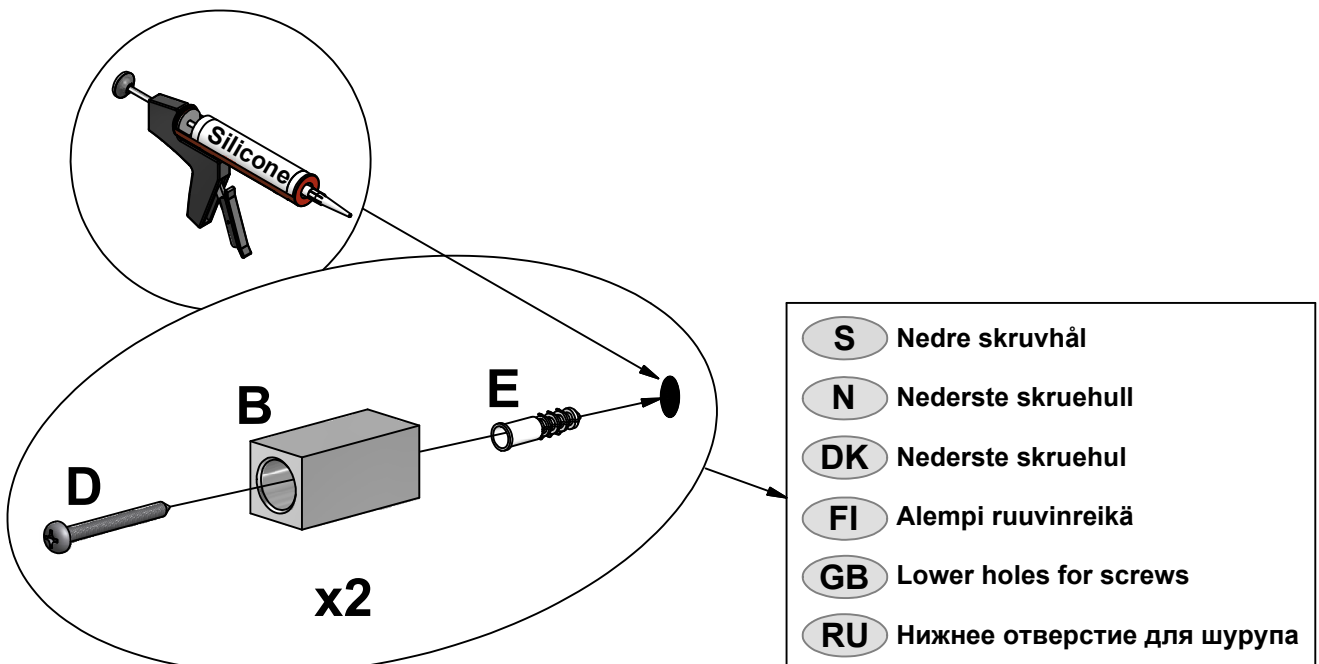 Silicone
B
E
D
x2
S Nedre skruvhål
N Nederste skruehull
DK Nederste skruehul
FI Alempi ruuvinreikä
GB Lower holes for screws
RU Нижнее отверстие для шурупа